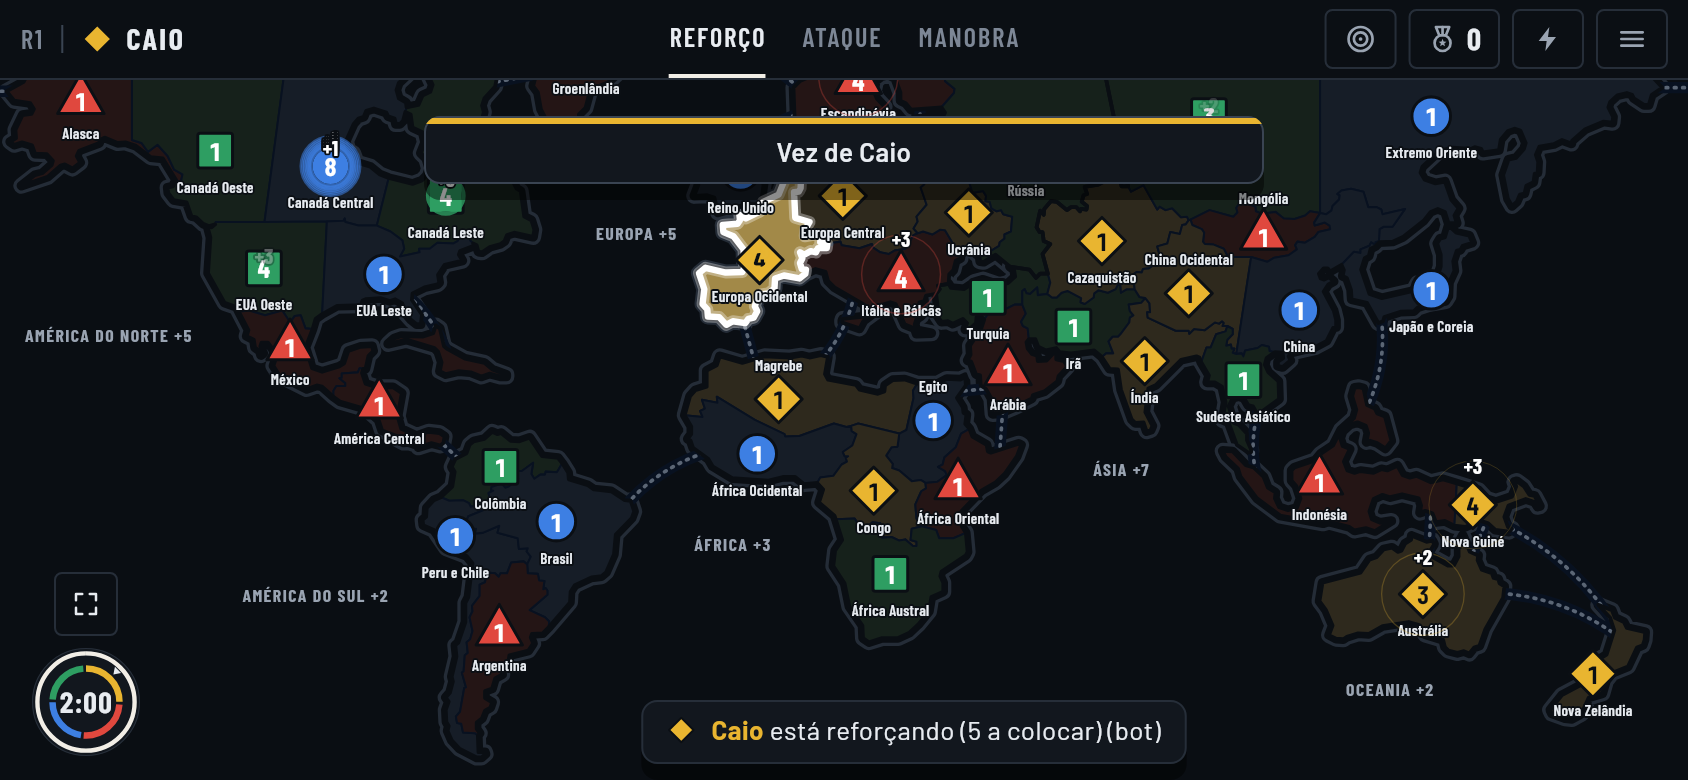 R1 CAIO REFORÇO ATAQUE MANOBRA 0
Vez de Caio
Groenlândia
Escandinávia
4
1
Alasca
1
Canadá Oeste
+1
8
Canadá Central
4
Canadá Leste
+3
4
EUA Oeste
1
EUA Leste
AMÉRICA DO NORTE +5
1
México
1
América Central
1
Colômbia
1
Peru e Chile
1
Brasil
1
Argentina
AMÉRICA DO SUL +2
EUROPA +5
Reino Unido
1
Europa Central
4
Europa Ocidental
+3
4
Itália e Bálcãs
1
Ucrânia
Rússia
1
Magrebe
1
África Ocidental
Egito
1
1
Congo
1
África Oriental
1
África Austral
ÁFRICA +3
1
Turquia
1
Arábia
1
Irã
1
Cazaquistão
China Ocidental
1
1
Índia
Mongólia
1
1
Extremo Oriente
1
China
1
Japão e Coreia
1
Sudeste Asiático
ÁSIA +7
1
Indonésia
+3
4
Nova Guiné
+2
3
Austrália
1
Nova Zelândia
OCEANIA +2
2:00
Caio está reforçando (5 a colocar) (bot)